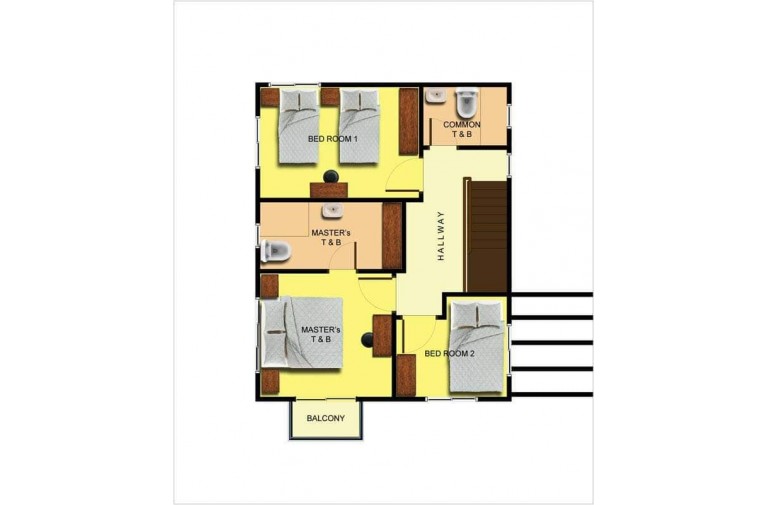 COMMON
T & B
BED ROOM 1
HALLWAY
MASTER's
T & B
MASTER's
T & B
BED ROOM 2
BALCONY